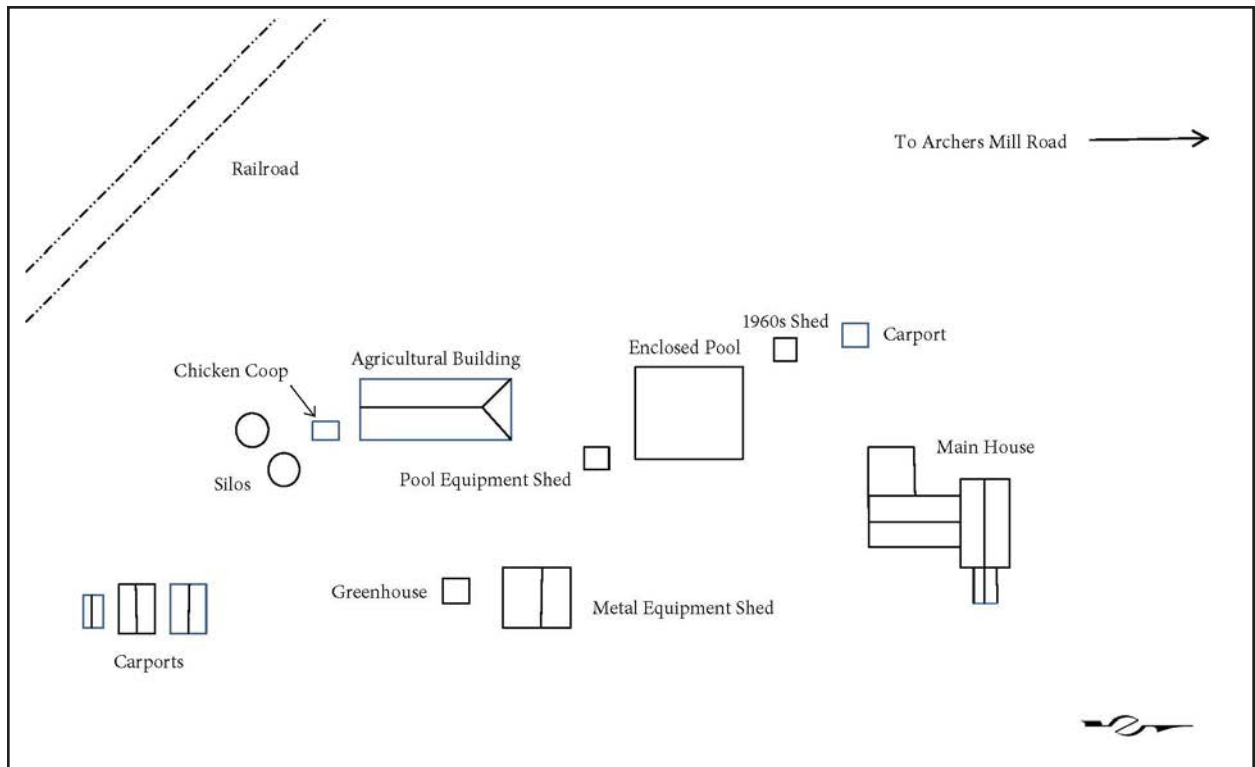 To Archers Mill Road
Railroad
1960s Shed
Carport
Enclosed Pool
Agricultural Building
Chicken Coop
Main House
Pool Equipment Shed
Silos
Greenhouse
Metal Equipment Shed
Carports